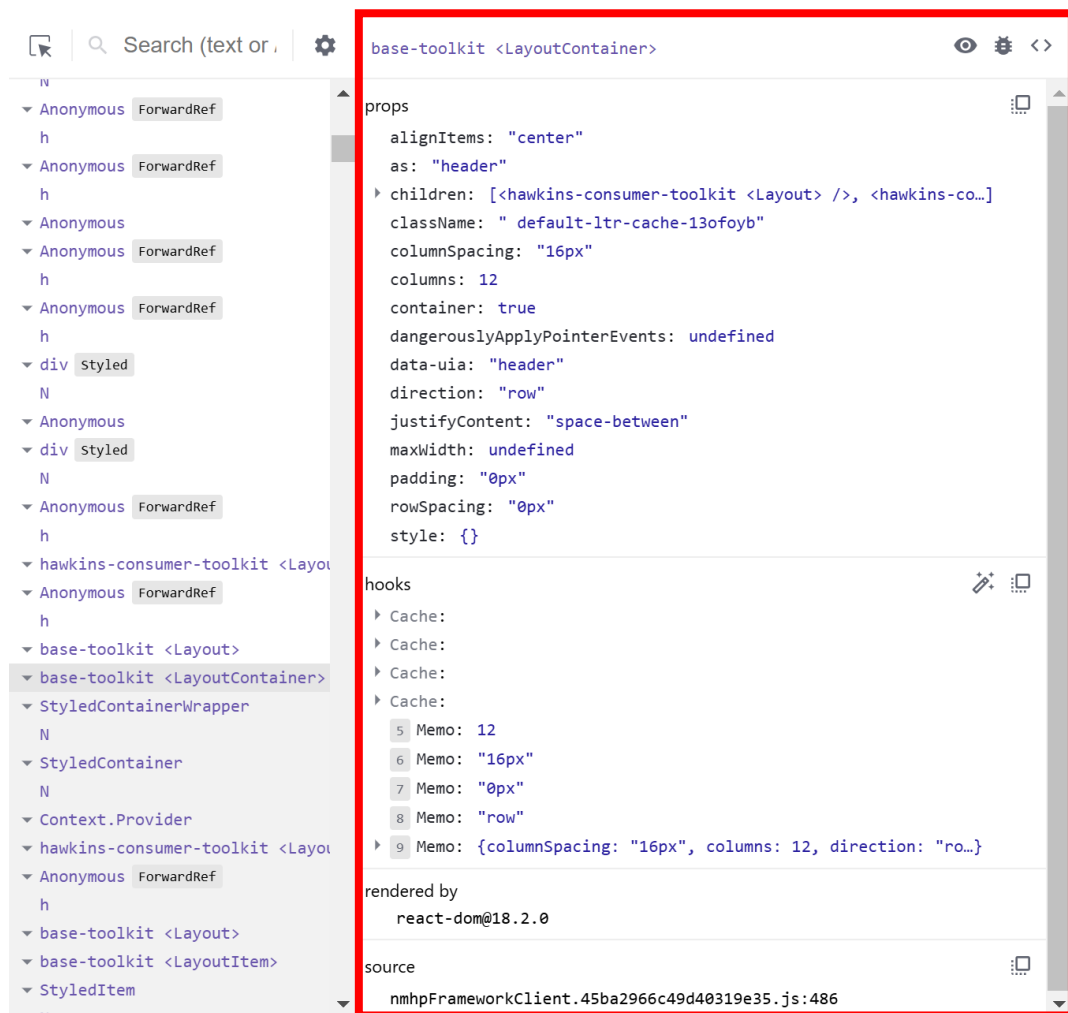 Search (text or
N
Anonymous ForwardRef
h
Anonymous ForwardRef
h
Anonymous
Anonymous ForwardRef
h
Anonymous ForwardRef
h
div Styled
N
Anonymous
div Styled
N
Anonymous ForwardRef
h
hawkins-consumer-toolkit <Layou
Anonymous ForwardRef
h
base-toolkit <Layout>
base-toolkit <LayoutContainer>
StyledContainerWrapper
N
StyledContainer
N
Context.Provider
hawkins-consumer-toolkit <Layou
Anonymous ForwardRef
h
base-toolkit <Layout>
base-toolkit <LayoutItem>
StyledItem
base-toolkit <LayoutContainer>
props
alignItems: "center"
as: "header"
children: [<hawkins-consumer-toolkit <Layout> />, <hawkins-co…]
className: " default-ltr-cache-13ofoyb"
columnSpacing: "16px"
columns: 12
container: true
dangerouslyApplyPointerEvents: undefined
data-uia: "header"
direction: "row"
justifyContent: "space-between"
maxWidth: undefined
padding: "0px"
rowSpacing: "0px"
style: {}
hooks
Cache:
Cache:
Cache:
Cache:
5 Memo: 12
6 Memo: "16px"
7 Memo: "0px"
8 Memo: "row"
9 Memo: {columnSpacing: "16px", columns: 12, direction: "ro…}
rendered by
react-dom@18.2.0
source
nmhpFrameworkClient.45ba2966c49d40319e35.js:486